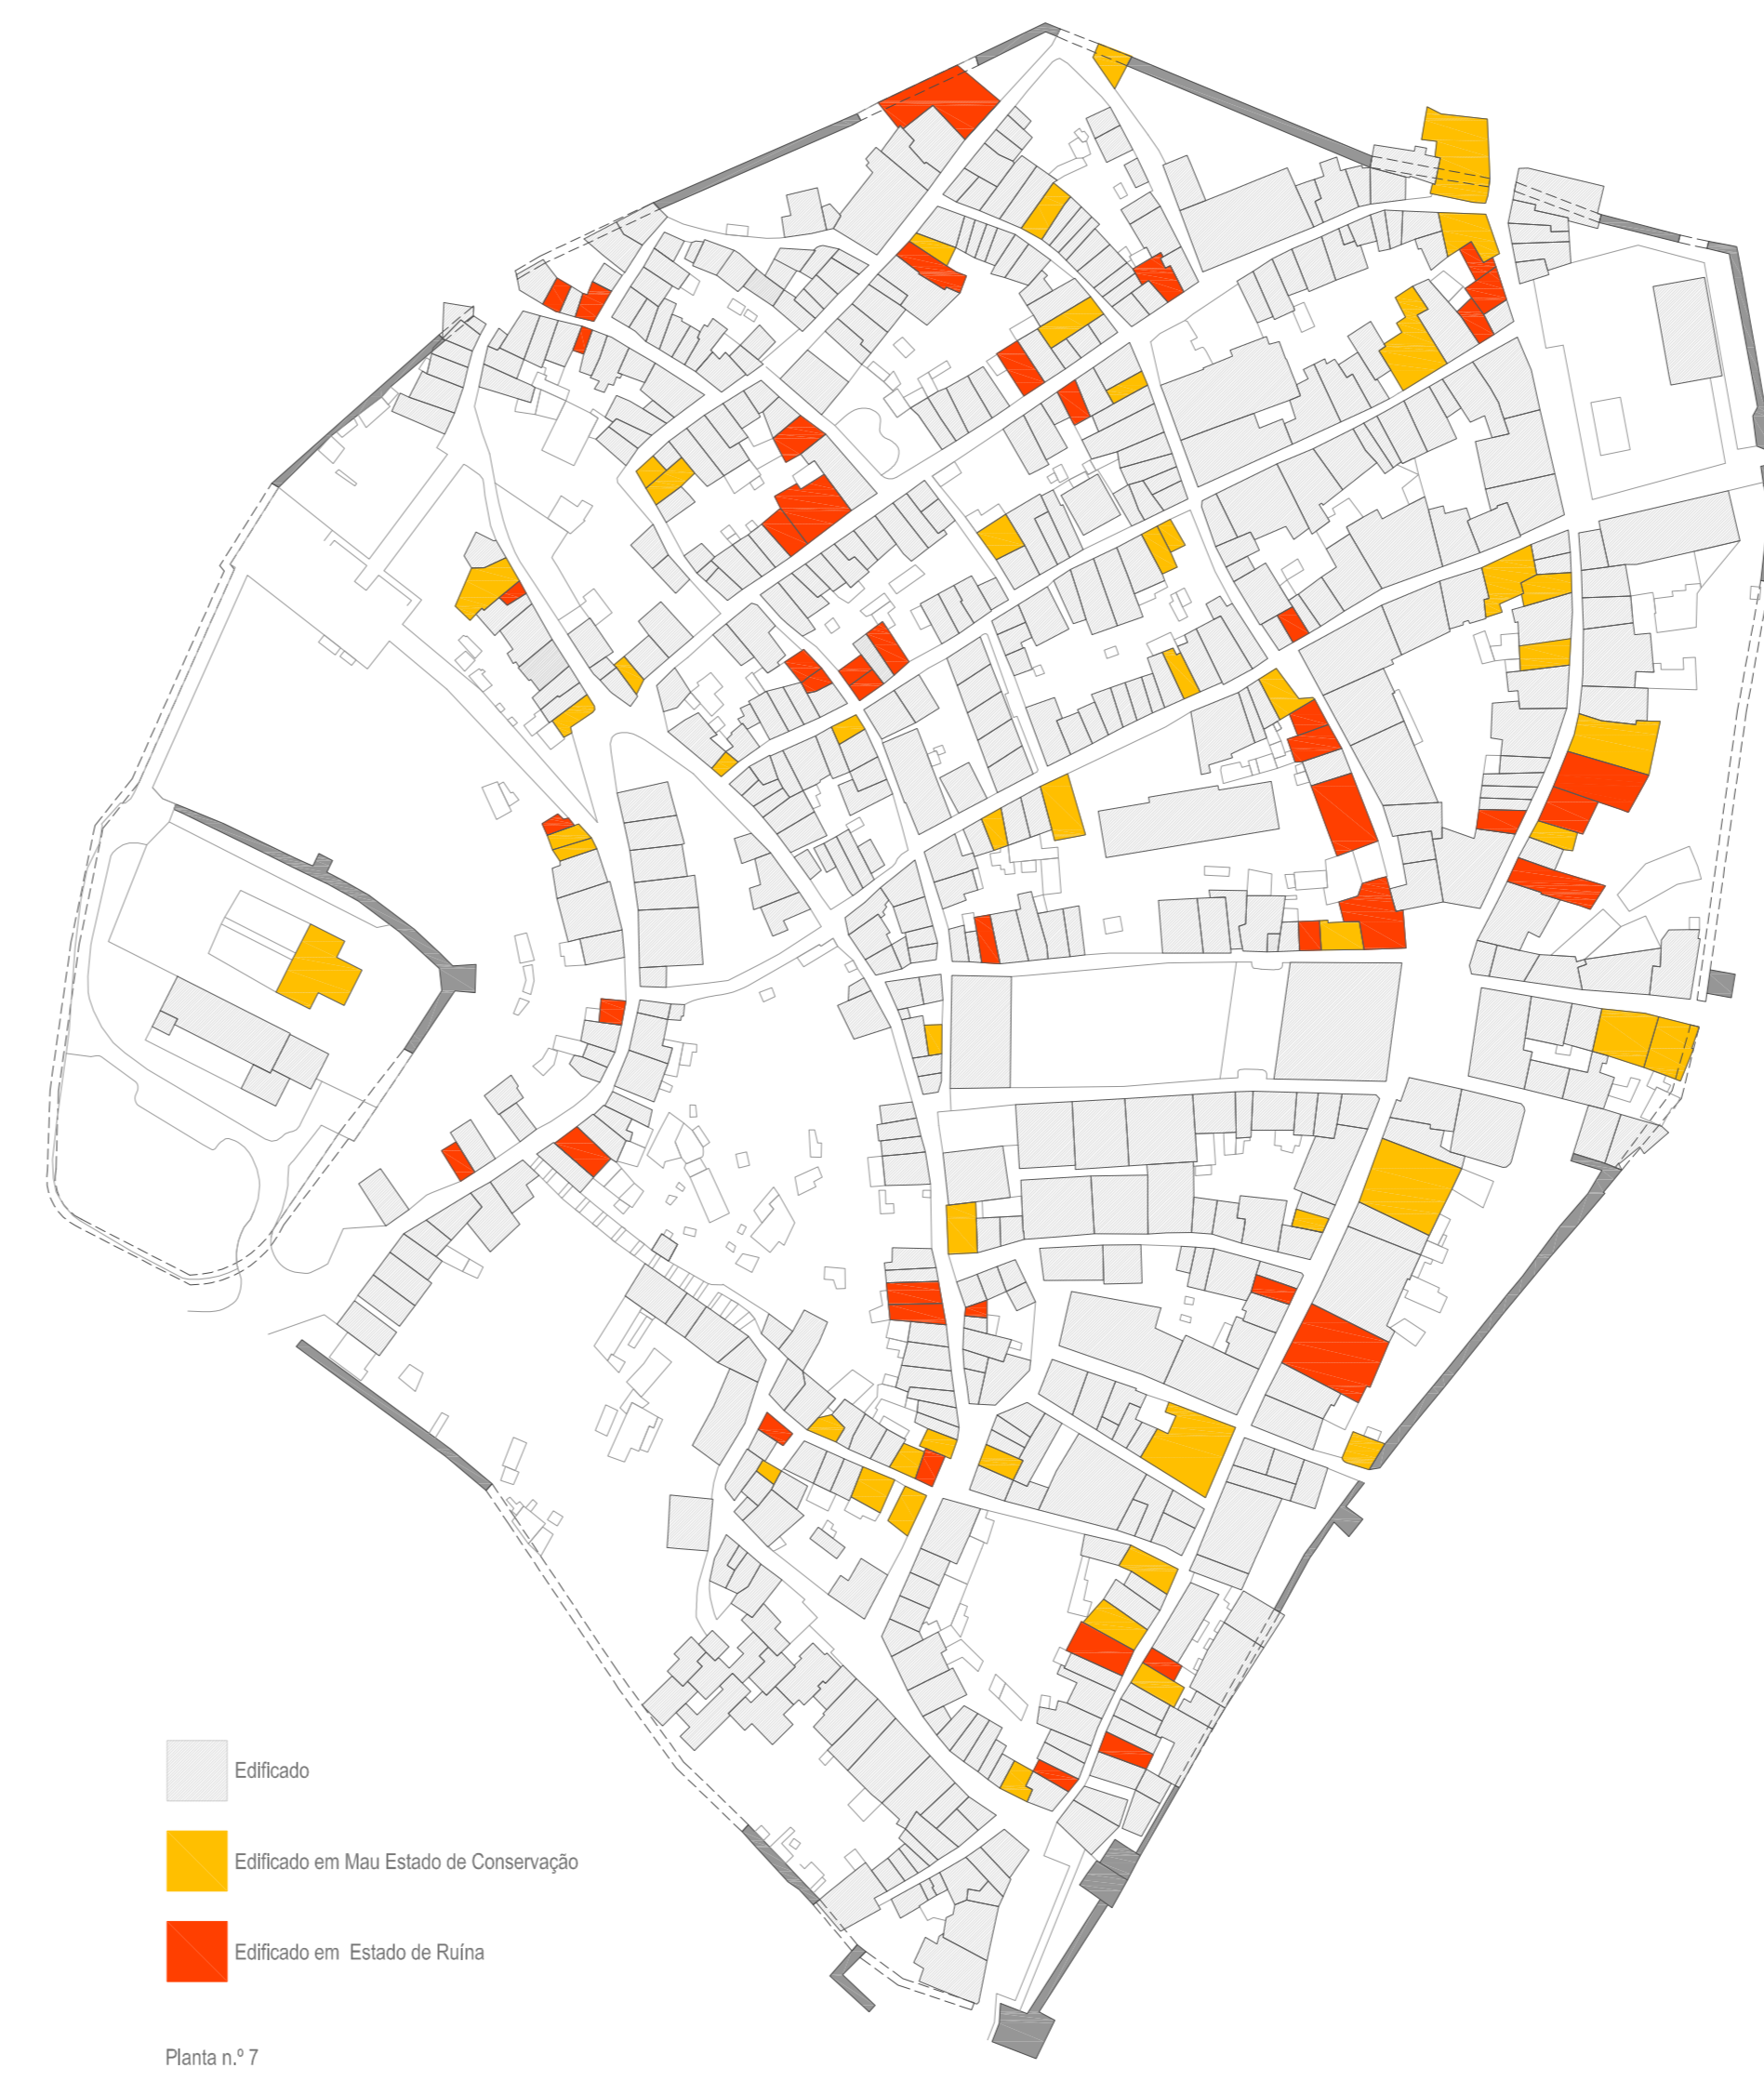 Edificado
Edificado em Mau Estado de Conservação
Edificado em  Estado de Ruína
Planta n.º 7